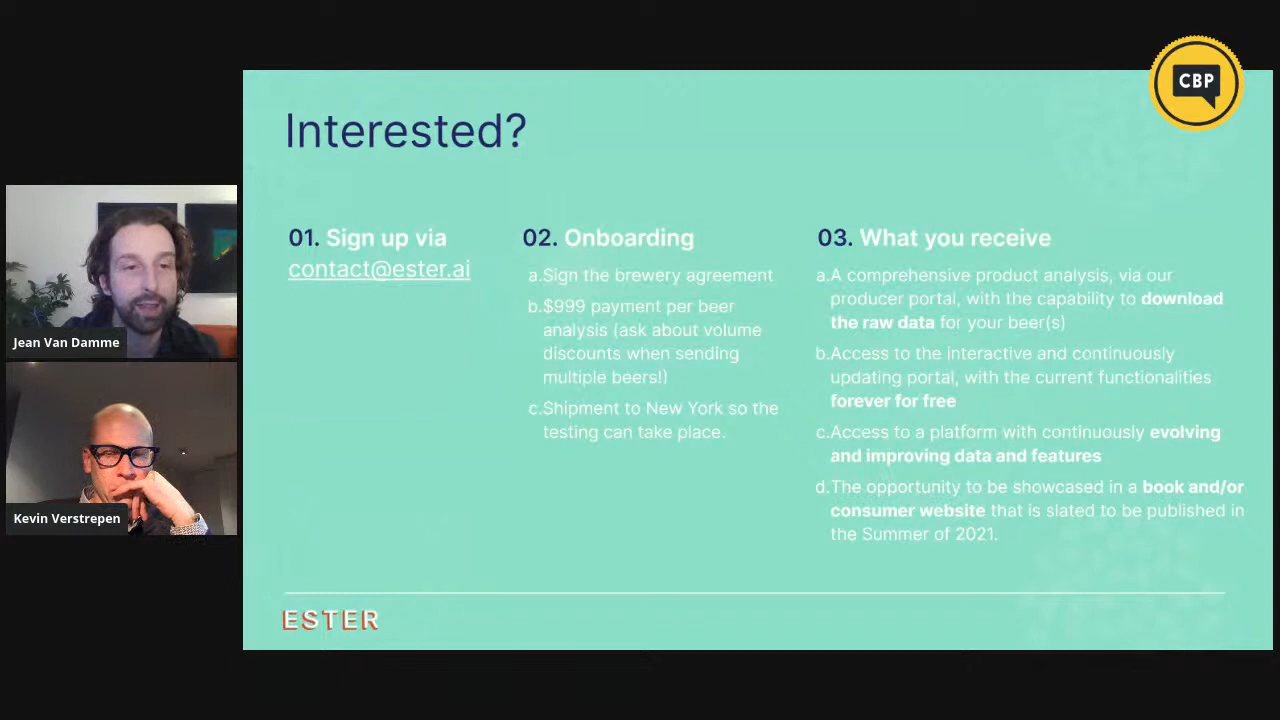 CBP
Interested?
01. Sign up via
contact@ester.ai
02. Onboarding
a.Sign the brewery agreement
b.$999 payment per beer
analysis (ask about volume
discounts when sending
multiple beers!)
c.Shipment to New York so the
testing can take place.
03. What you receive
a.A comprehensive product analysis, via our
producer portal, with the capability to download
the raw data for your beer(s)
b.Access to the interactive and continuously
updating portal, with the current functionalities
forever for free
c.Access to a platform with continuously evolving
and improving data and features
d.The opportunity to be showcased in a book and/or
consumer website that is slated to be published in
the Summer of 2021.
ESTER
Jean Van Damme
Kevin Verstrepen